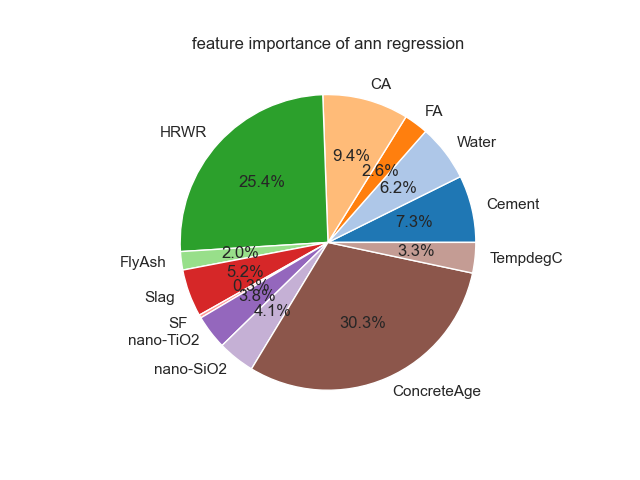 feature importance of ann regression
CA
FA
HRWR
Water
9.4%
2.6%
25.4%
6.2%
Cement
7.3%
2.0%
3.3%
TempdegC
FlyAsh
5.2%
0.3%
Slag
3.8%
4.1%
SF
30.3%
nano-TiO2
nano-SiO2
ConcreteAge